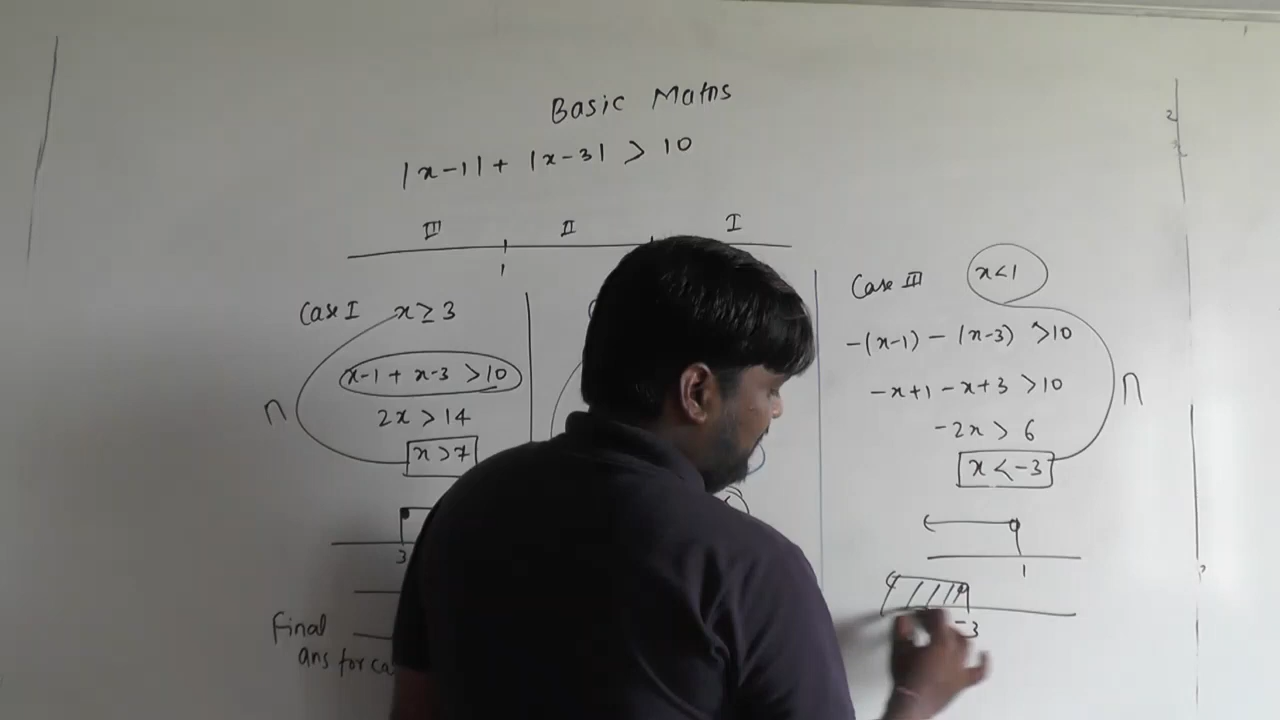 Basic Maths
|x-1| + |x-3| > 10
III II I
1
Case I x ≥ 3
x-1 + x-3 > 10
2x > 14
x > 7
∩
3
Final
ans for ca
Case III x < 1
-(x-1) - (x-3) > 10
-x+1 - x+3 > 10
-2x > 6
x < -3
∩
1
-3